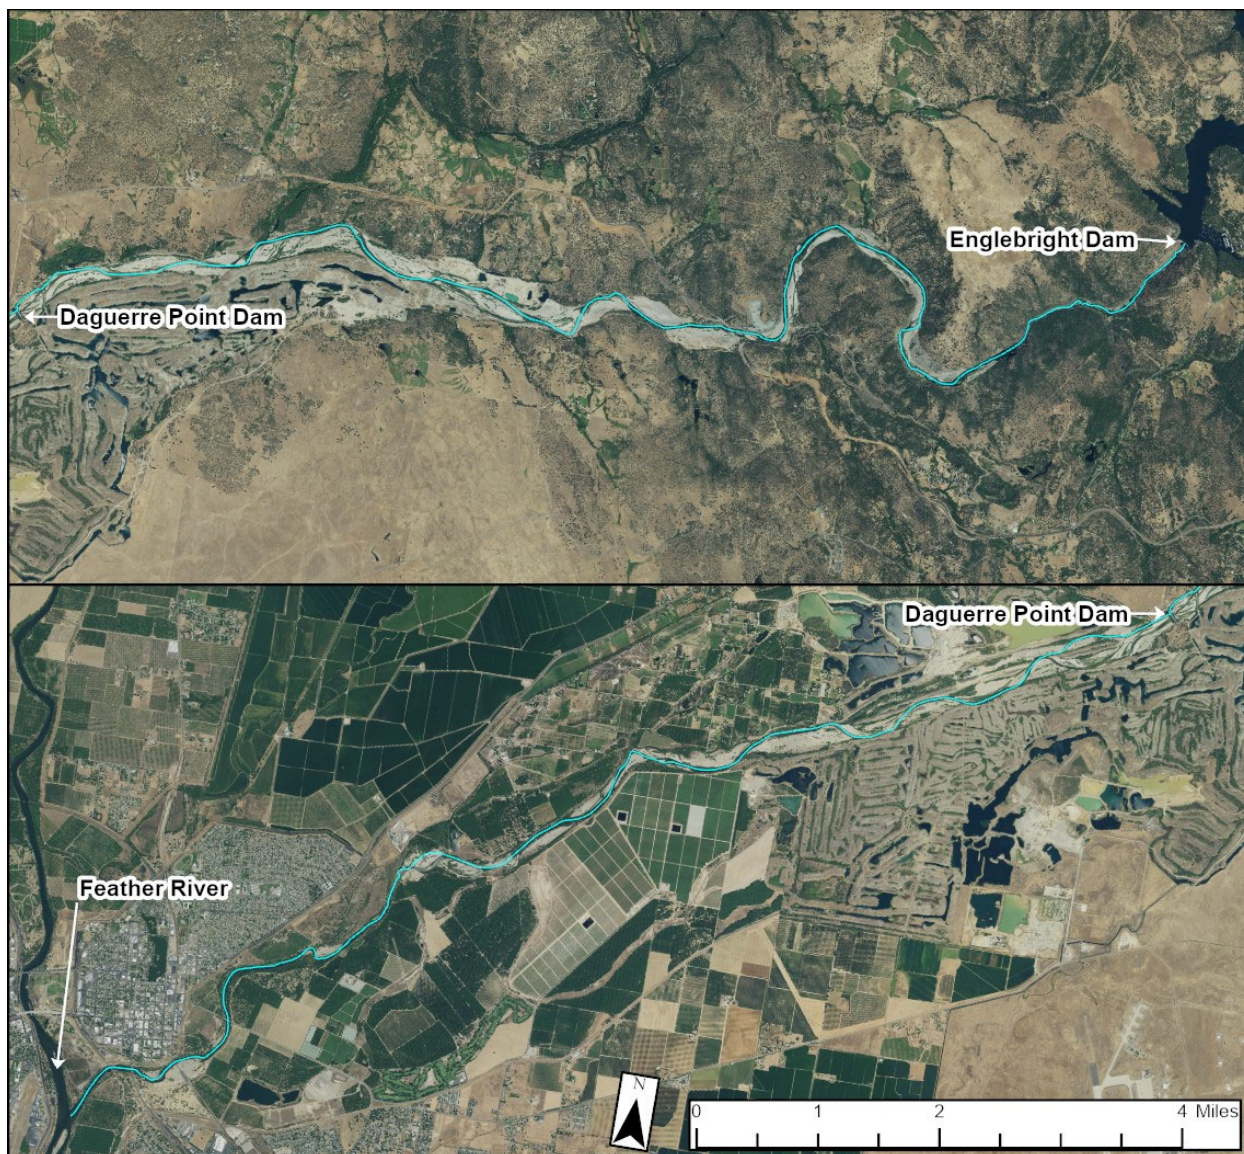 Englebright Dam
Daguerre Point Dam
Daguerre Point Dam
Feather River
N
0 1 2 4 Miles